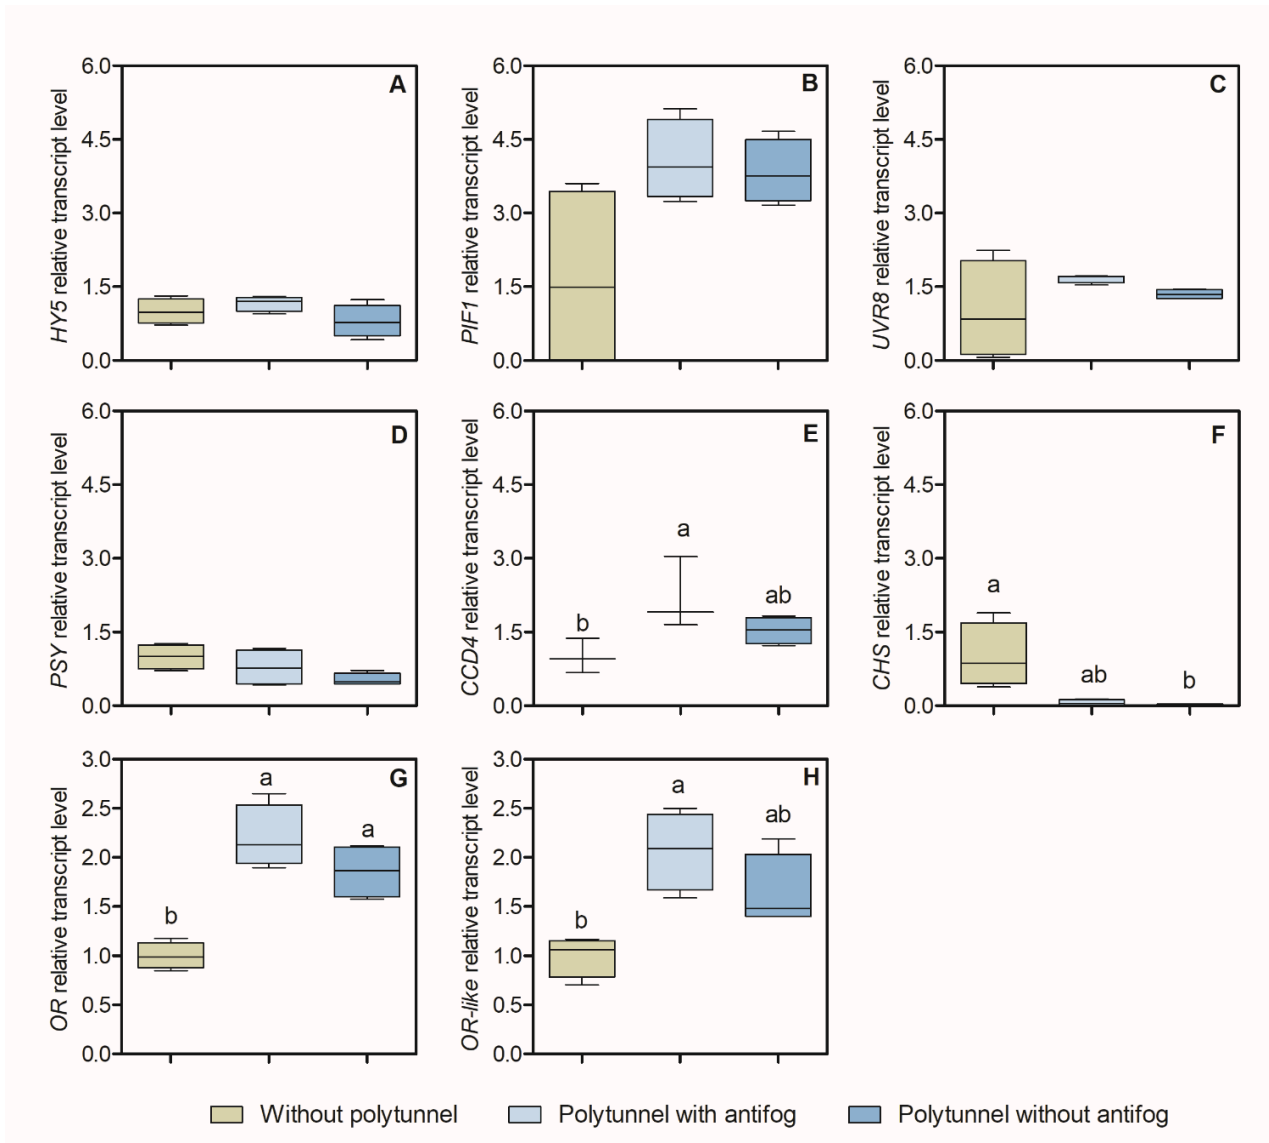 HY5 relative transcript level
6.0
4.5
3.0
1.5
0.0
A
PIF1 relative transcript level
6.0
4.5
3.0
1.5
0.0
B
UVR8 relative transcript level
6.0
4.5
3.0
1.5
0.0
C
PSY relative transcript level
6.0
4.5
3.0
1.5
0.0
D
CCD4 relative transcript level
6.0
4.5
3.0
1.5
0.0
E
b
a
ab
CHS relative transcript level
6.0
4.5
3.0
1.5
0.0
F
a
ab
b
OR relative transcript level
3.0
2.5
2.0
1.5
1.0
0.5
0.0
G
b
a
a
OR-like relative transcript level
3.0
2.5
2.0
1.5
1.0
0.5
0.0
H
b
a
ab
Without polytunnel
Polytunnel with antifog
Polytunnel without antifog